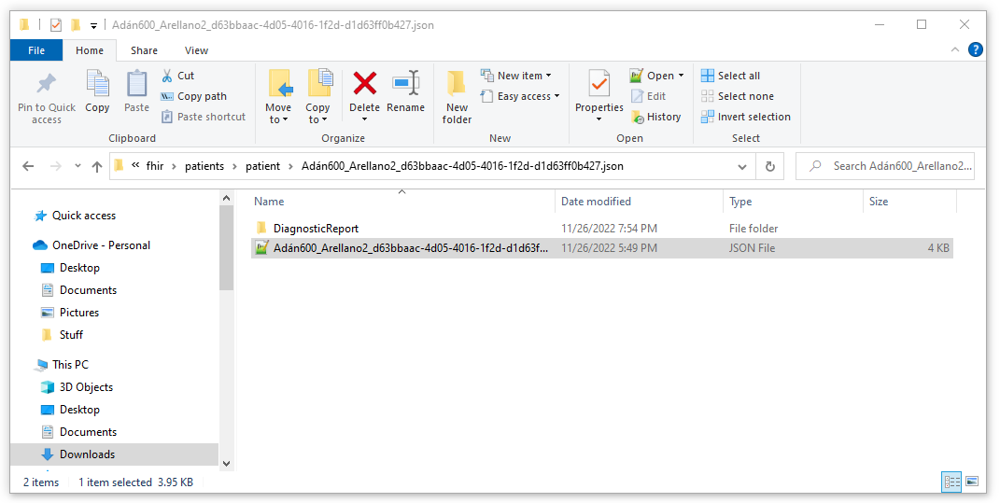 Adán600_Arellano2_d63bbaac-4d05-4016-1f2d-d1d63ff0b427.json
File Home Share View
Pin to Quick access
Copy
Paste
Cut
Copy path
Paste shortcut
Clipboard
Move to
Copy to
Delete
Rename
Organize
New folder
New item
Easy access
New
Properties
Open
Edit
History
Open
Select all
Select none
Invert selection
Select
« fhir › patients › patient › Adán600_Arellano2_d63bbaac-4d05-4016-1f2d-d1d63ff0b427.json
Search Adán600_Arellano2...
Quick access
OneDrive - Personal
Desktop
Documents
Pictures
Stuff
This PC
3D Objects
Desktop
Documents
Downloads
Name Date modified Type Size
DiagnosticReport 11/26/2022 7:54 PM File folder
Adán600_Arellano2_d63bbaac-4d05-4016-1f2d-d1d63f... 11/26/2022 5:49 PM JSON File 4 KB
2 items 1 item selected 3.95 KB